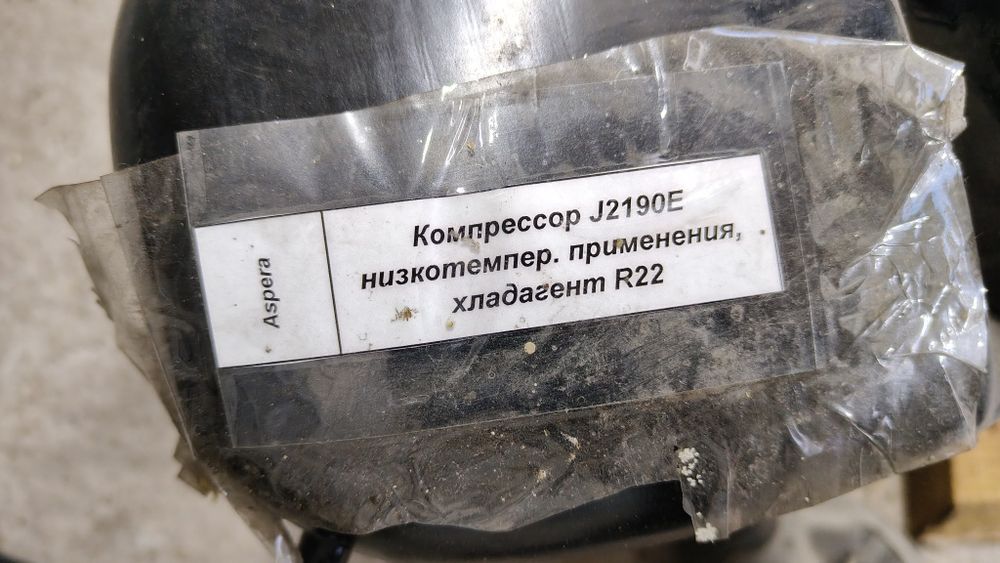 Aspera
Компрессор J2190E
низкотемпер. применения,
хладагент R22